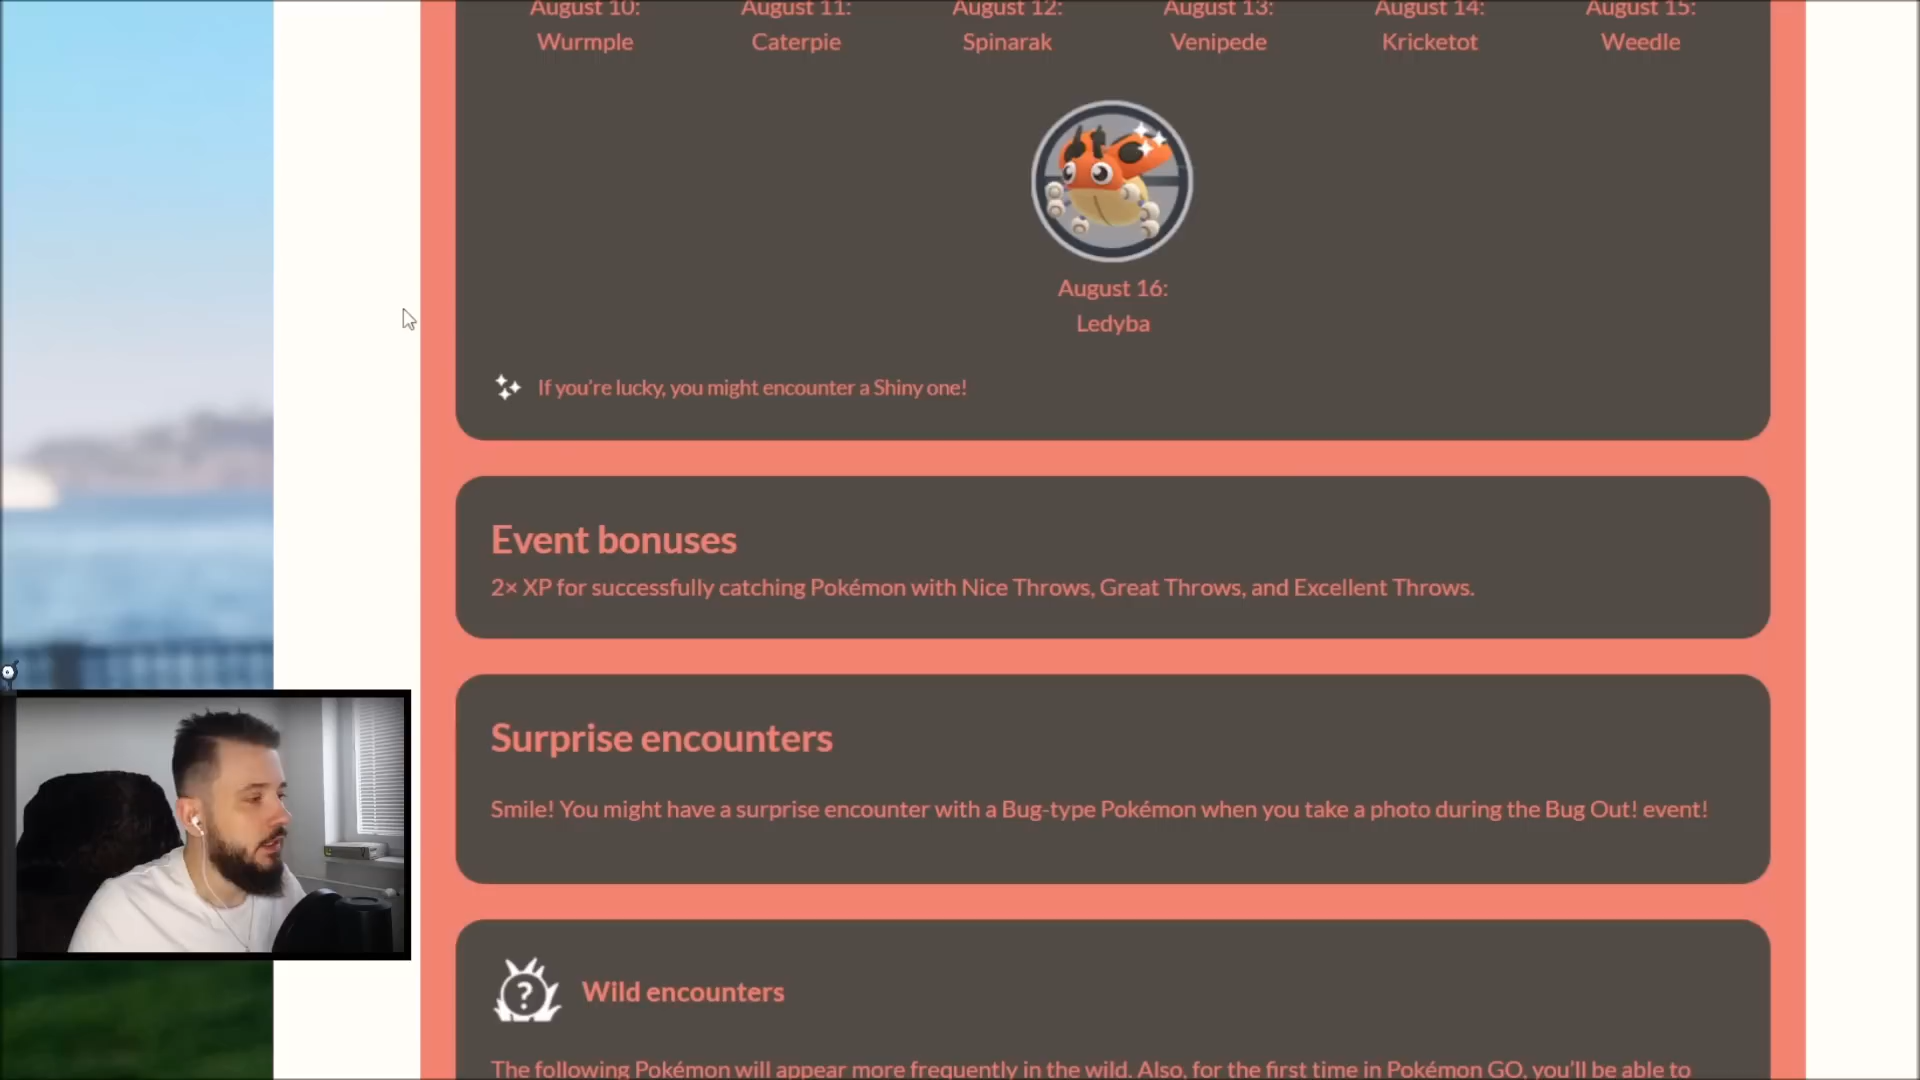 August 10: August 11: August 12: August 13: August 14: August 15:
Wurmple Caterpie Spinarak Venipede Kricketot Weedle
August 16:
Ledyba
If you're lucky, you might encounter a Shiny one!
Event bonuses
2× XP for successfully catching Pokémon with Nice Throws, Great Throws, and Excellent Throws.
Surprise encounters
Smile! You might have a surprise encounter with a Bug-type Pokémon when you take a photo during the Bug Out! event!
?
Wild encounters
The following Pokémon will appear more frequently in the wild. Also, for the first time in Pokémon GO, you'll be able to